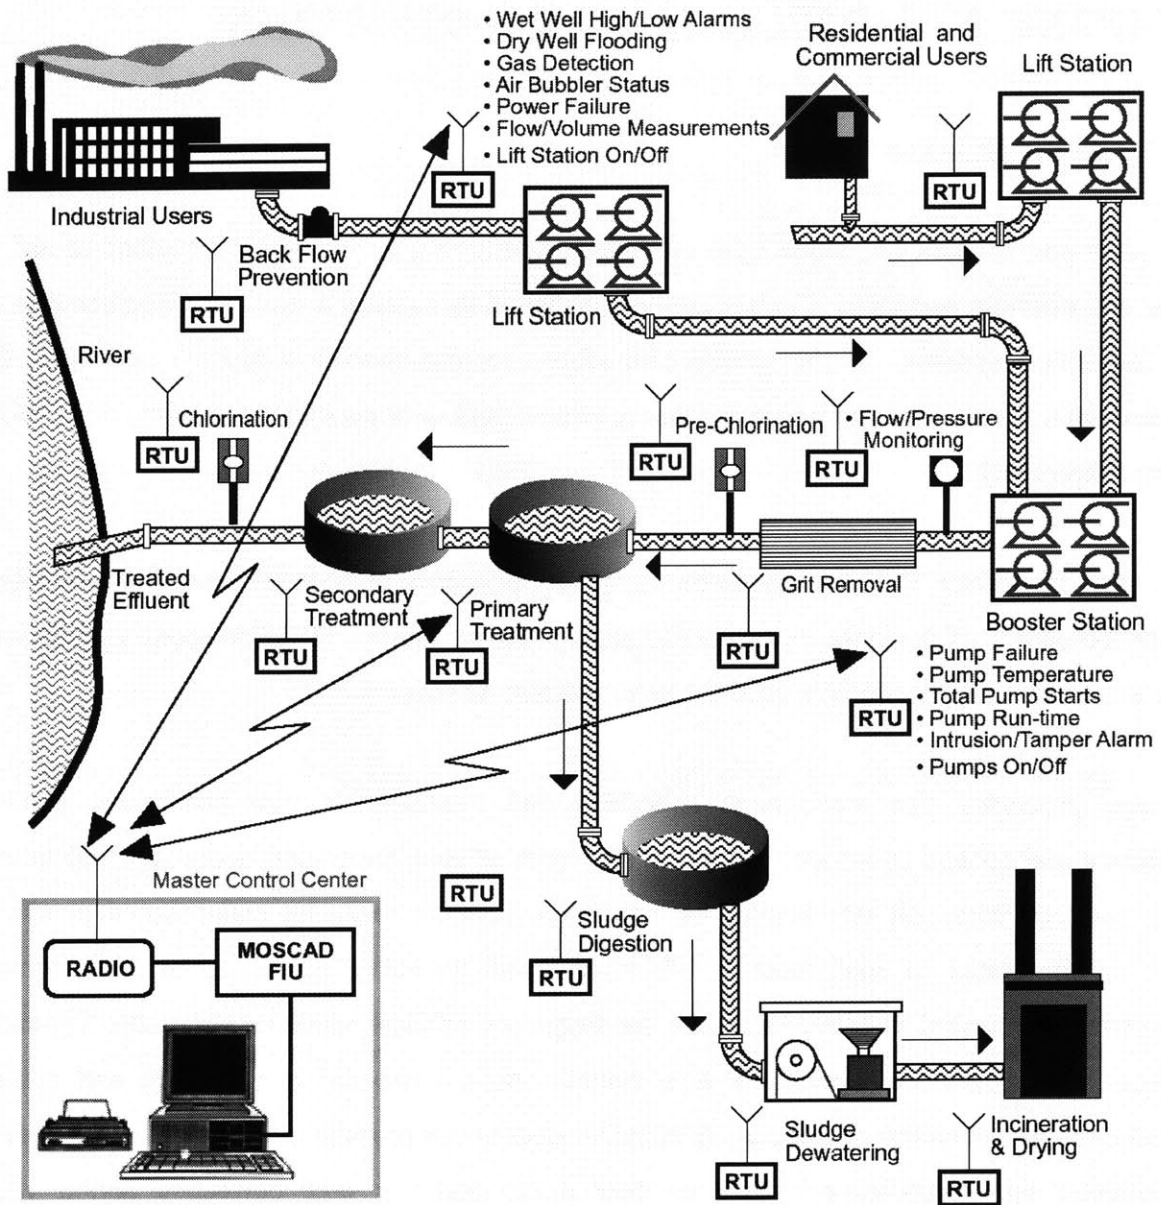 • Wet Well High/Low Alarms
• Dry Well Flooding
• Gas Detection
• Air Bubbler Status
• Power Failure
• Flow/Volume Measurements
• Lift Station On/Off
RTU
Residential and
Commercial Users
Lift Station
RTU
Industrial Users
Back Flow
Prevention
RTU
Lift Station
River
Chlorination
RTU
Pre-Chlorination
RTU
• Flow/Pressure
Monitoring
RTU
Treated
Effluent
Secondary
Treatment
RTU
Primary
Treatment
RTU
Grit Removal
RTU
Booster Station
• Pump Failure
• Pump Temperature
• Total Pump Starts
• Pump Run-time
• Intrusion/Tamper Alarm
• Pumps On/Off
RTU
Master Control Center
RADIO
MOSCAD
FIU
RTU
Sludge
Digestion
RTU
Sludge
Dewatering
RTU
Incineration
& Drying
RTU